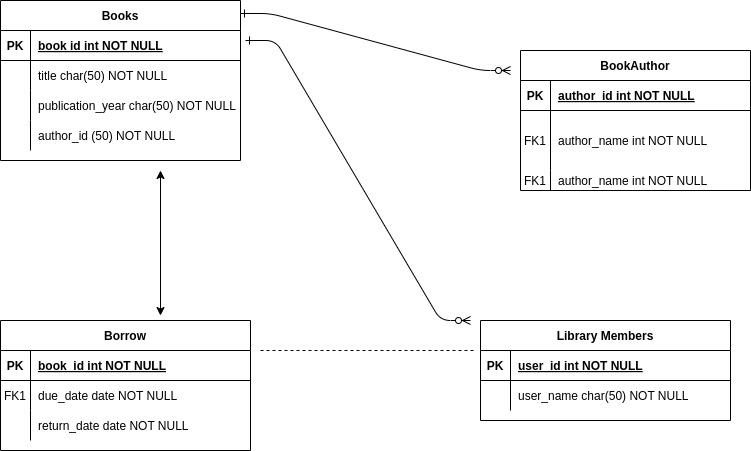 Books
PK book id int NOT NULL
title char(50) NOT NULL
publication_year char(50) NOT NULL
author_id (50) NOT NULL
BookAuthor
PK author_id int NOT NULL
FK1 author_name int NOT NULL
FK1 author_name int NOT NULL
Borrow
PK book_id int NOT NULL
FK1 due_date date NOT NULL
return_date date NOT NULL
Library Members
PK user_id int NOT NULL
user_name char(50) NOT NULL